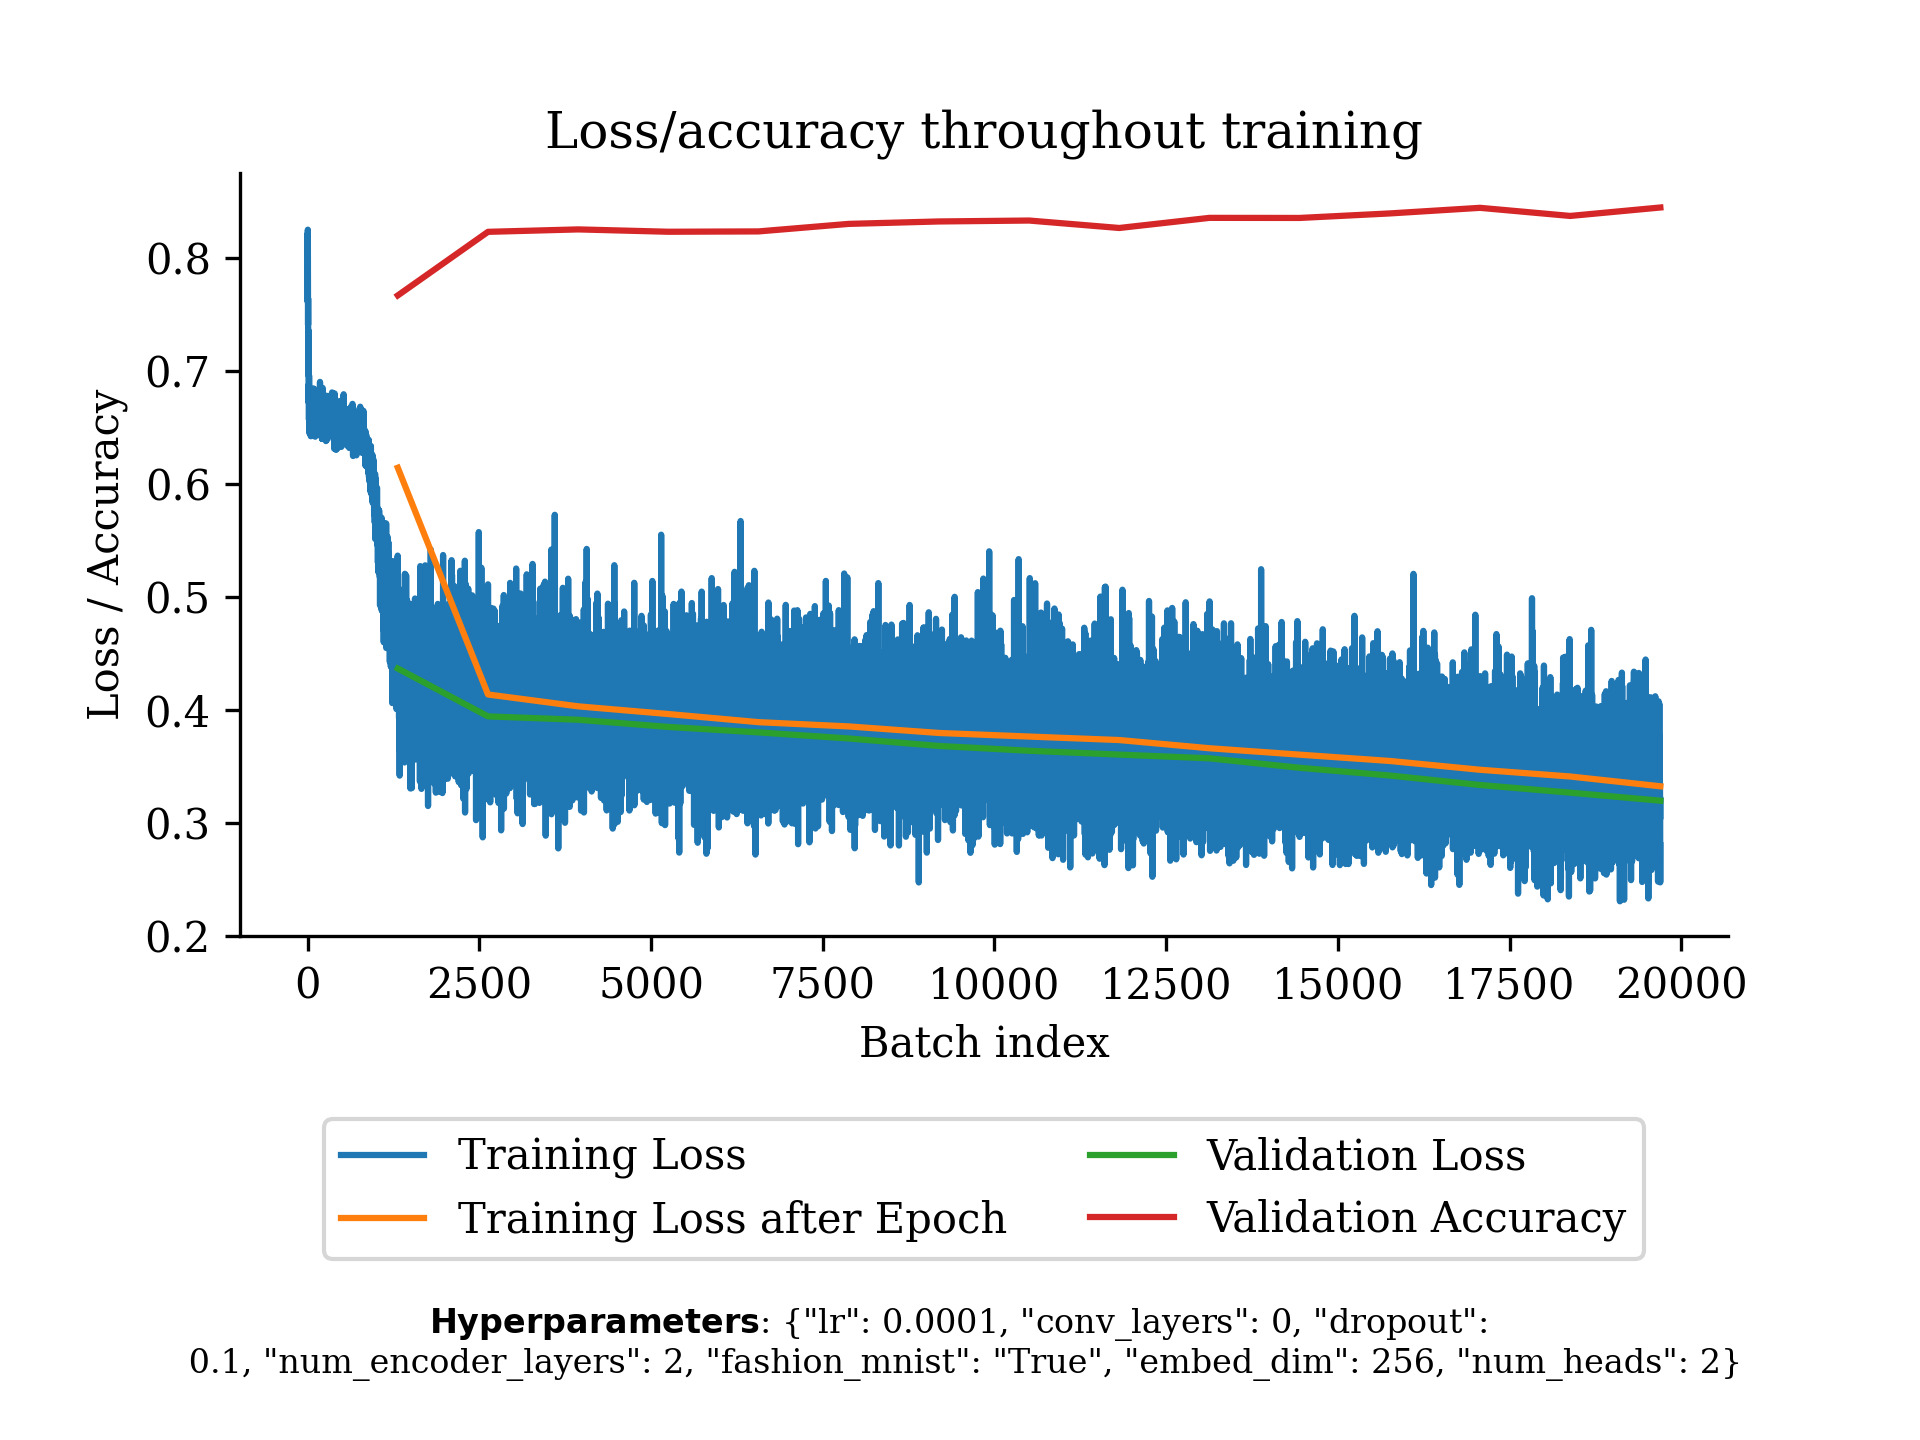 Loss/accuracy throughout training
Loss / Accuracy
0.8
0.7
0.6
0.5
0.4
0.3
0.2
0 2500 5000 7500 10000 12500 15000 17500 20000
Batch index
Training Loss
Training Loss after Epoch
Validation Loss
Validation Accuracy
Hyperparameters: {"lr": 0.0001, "conv_layers": 0, "dropout":
0.1, "num_encoder_layers": 2, "fashion_mnist": "True", "embed_dim": 256, "num_heads": 2}